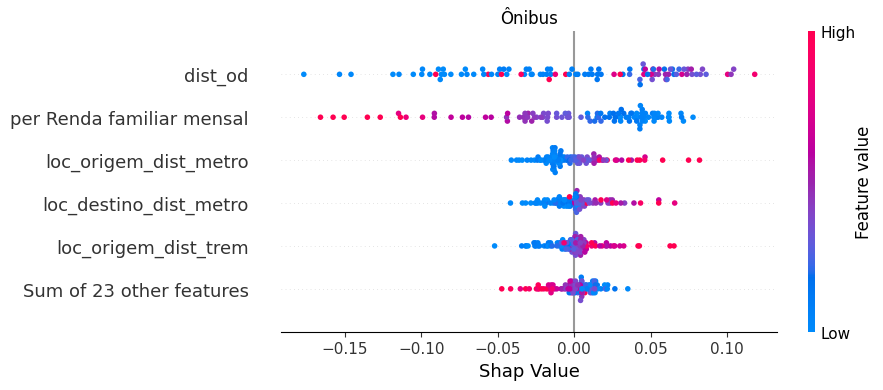 Ônibus
High
dist_od
per Renda familiar mensal
loc_origem_dist_metro
loc_destino_dist_metro
loc_origem_dist_trem
Sum of 23 other features
Feature value
Low
−0.15 −0.10 −0.05 0.00 0.05 0.10
Shap Value